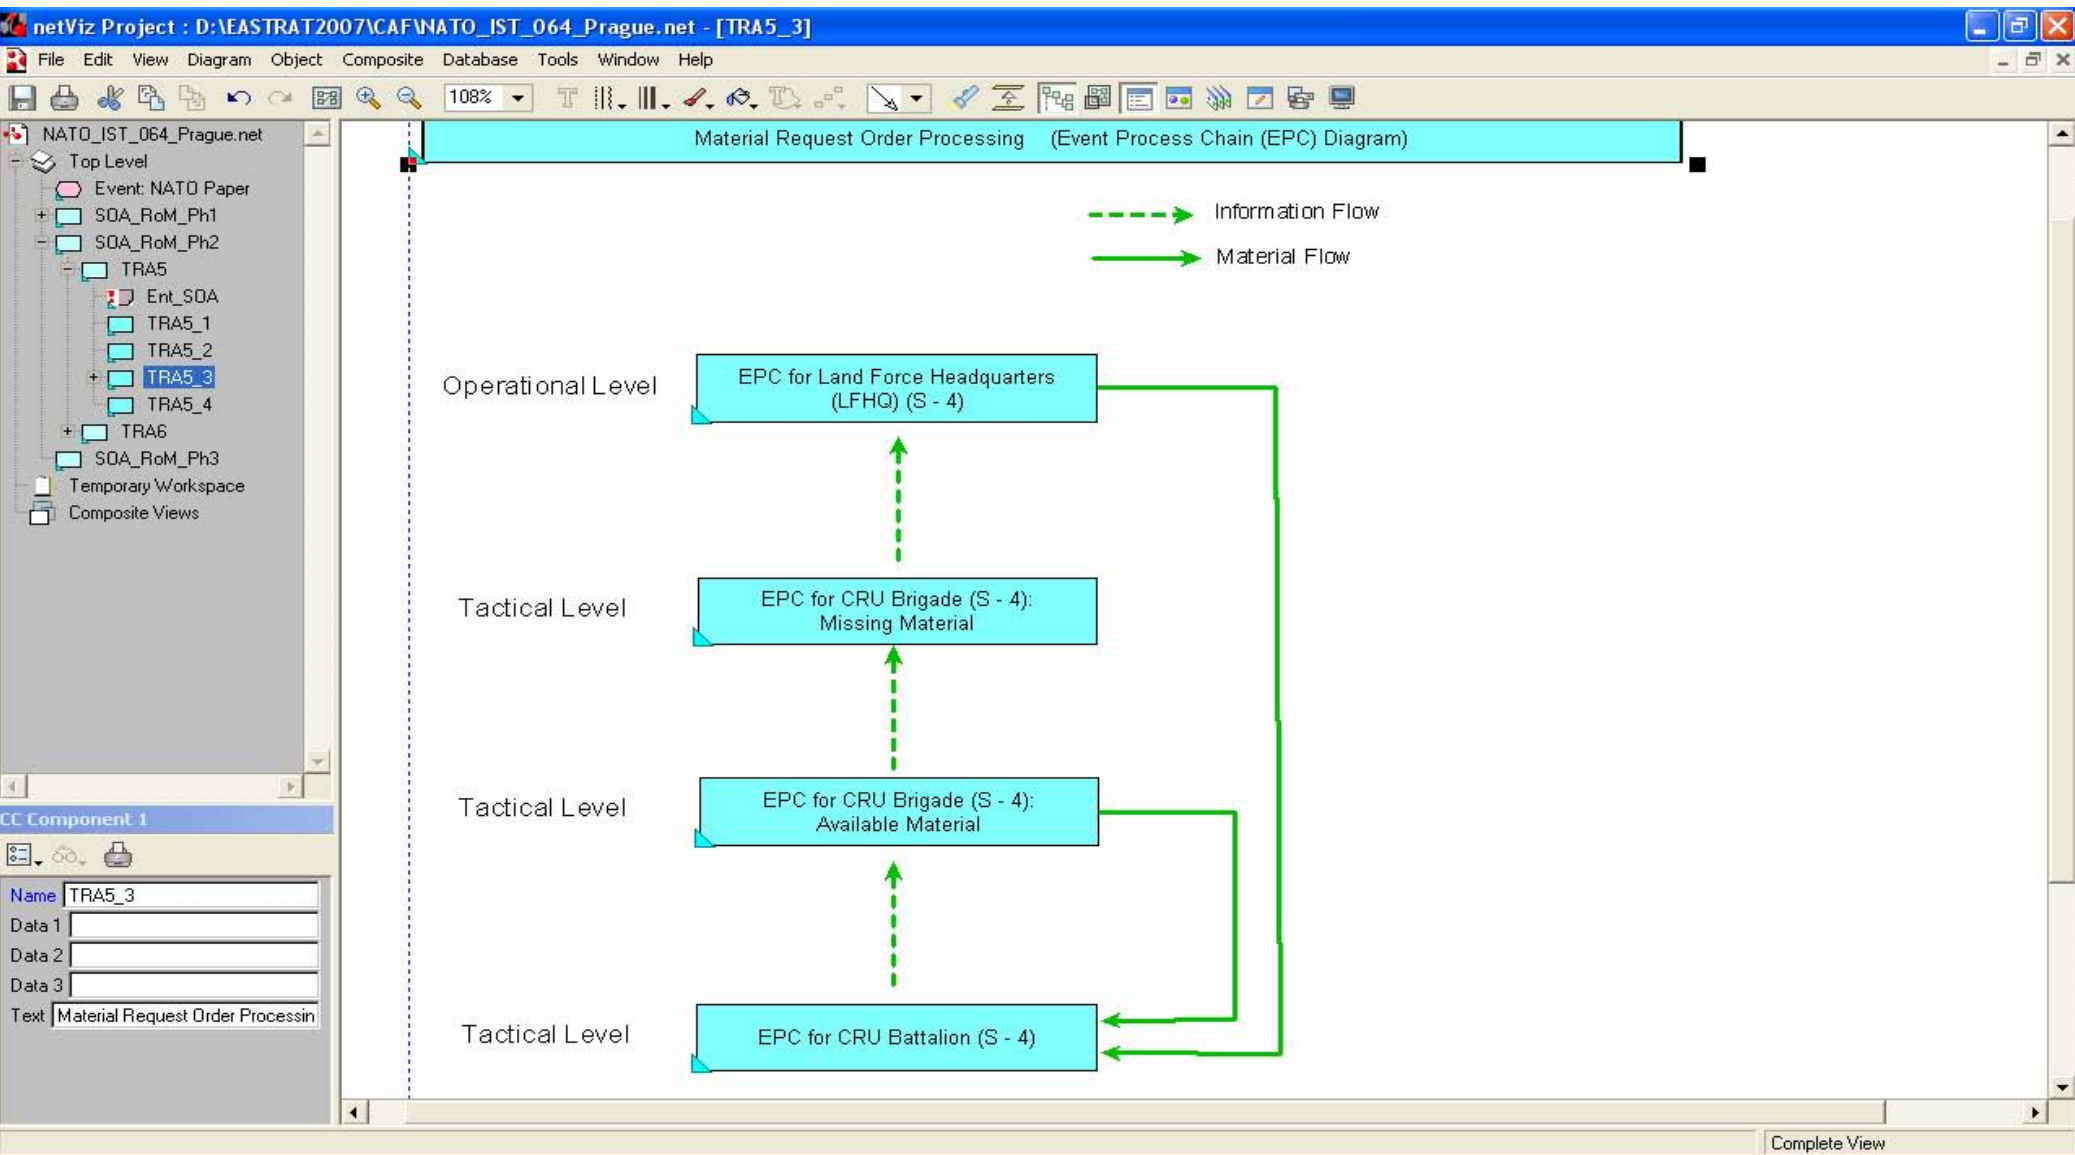 netViz Project : D:\EASTRAT2007\CAF\NATO_IST_064_Prague.net - [TRA5_3]
File Edit View Diagram Object Composite Database Tools Window Help
108%
NATO_IST_064_Prague.net
Top Level
Event: NATO Paper
SOA_RoM_Ph1
SOA_RoM_Ph2
TRA5
Ent_SOA
TRA5_1
TRA5_2
TRA5_3
TRA5_4
TRA6
SOA_RoM_Ph3
Temporary Workspace
Composite Views
CC Component 1
Name TRA5_3
Data 1
Data 2
Data 3
Text Material Request Order Processin
Material Request Order Processing (Event Process Chain (EPC) Diagram)
Information Flow
Material Flow
Operational Level
EPC for Land Force Headquarters
(LFHQ) (S - 4)
Tactical Level
EPC for CRU Brigade (S - 4):
Missing Material
Tactical Level
EPC for CRU Brigade (S - 4):
Available Material
Tactical Level
EPC for CRU Battalion (S - 4)
Complete View